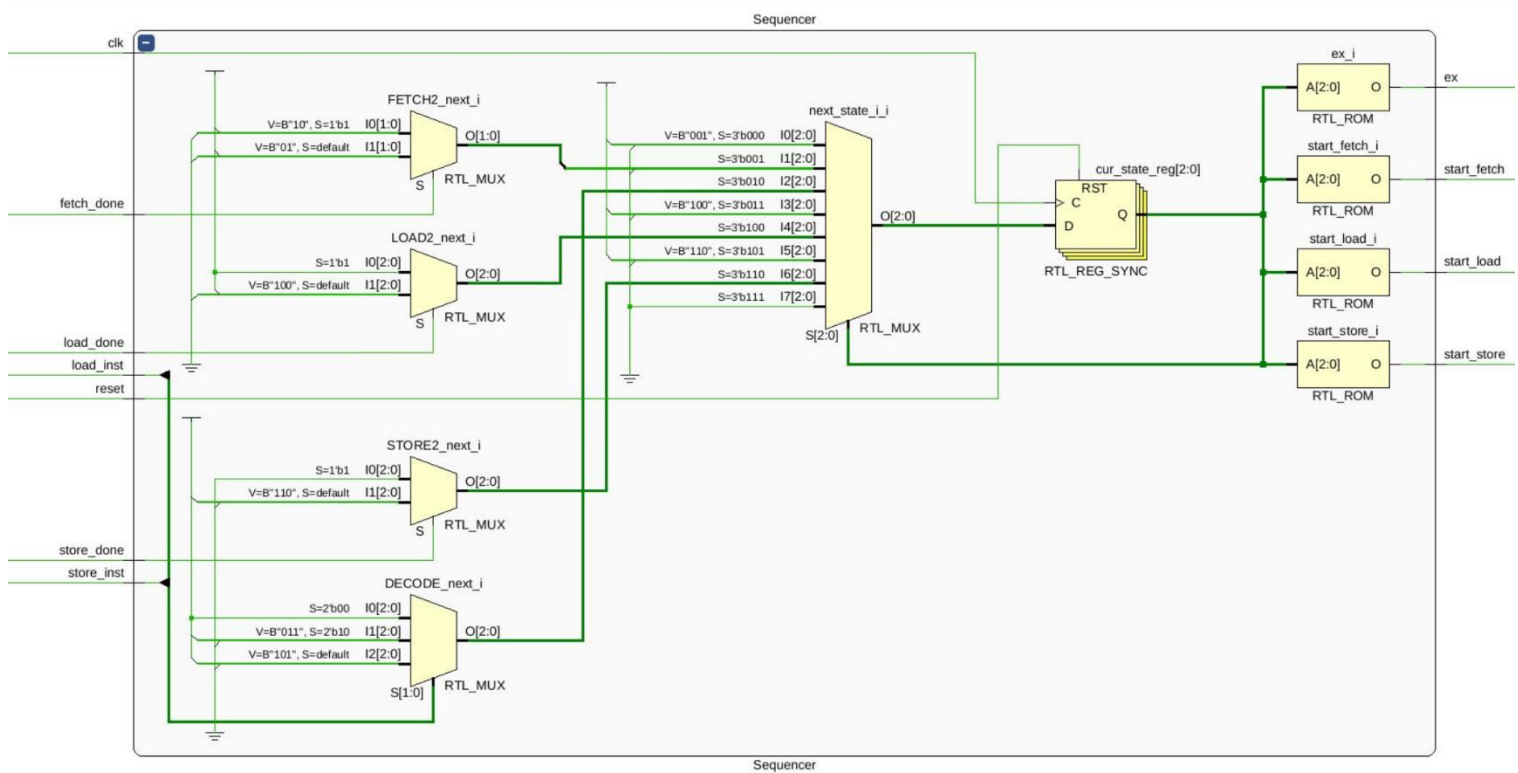 Sequencer
clk
fetch_done
load_done
load_inst
reset
store_done
store_inst
FETCH2_next_i
V=B"10", S=1'b1 I0[1:0]
V=B"01", S=default I1[1:0]
O[1:0]
S
RTL_MUX
LOAD2_next_i
S=1'b1 I0[2:0]
V=B"100", S=default I1[2:0]
O[2:0]
S
RTL_MUX
STORE2_next_i
S=1'b1 I0[2:0]
V=B"110", S=default I1[2:0]
O[2:0]
S
RTL_MUX
DECODE_next_i
S=2'b00 I0[2:0]
V=B"011", S=2'b10 I1[2:0]
V=B"101", S=default I2[2:0]
O[2:0]
S[1:0]
RTL_MUX
next_state_i_i
V=B"001", S=3'b000 I0[2:0]
S=3'b001 I1[2:0]
S=3'b010 I2[2:0]
V=B"100", S=3'b011 I3[2:0]
S=3'b100 I4[2:0]
V=B"110", S=3'b101 I5[2:0]
S=3'b110 I6[2:0]
S=3'b111 I7[2:0]
O[2:0]
S[2:0]
RTL_MUX
cur_state_reg[2:0]
RST
C
D
Q
RTL_REG_SYNC
ex_i
A[2:0] O
RTL_ROM
ex
start_fetch_i
A[2:0] O
RTL_ROM
start_fetch
start_load_i
A[2:0] O
RTL_ROM
start_load
start_store_i
A[2:0] O
RTL_ROM
start_store
Sequencer